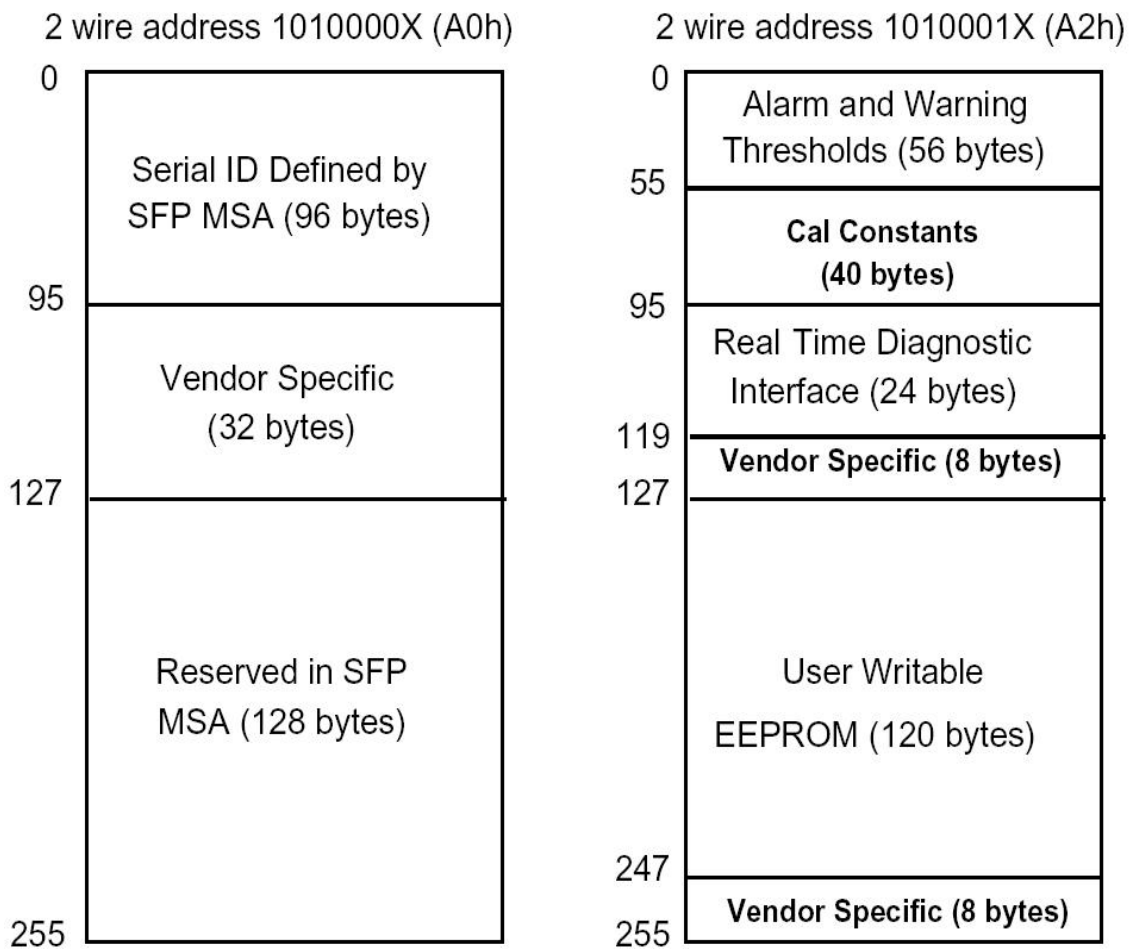 2 wire address 1010000X (A0h)
0
Serial ID Defined by
SFP MSA (96 bytes)
95
Vendor Specific
(32 bytes)
127
Reserved in SFP
MSA (128 bytes)
255
2 wire address 1010001X (A2h)
0
Alarm and Warning
Thresholds (56 bytes)
55
Cal Constants
(40 bytes)
95
Real Time Diagnostic
Interface (24 bytes)
119
Vendor Specific (8 bytes)
127
User Writable
EEPROM (120 bytes)
247
Vendor Specific (8 bytes)
255